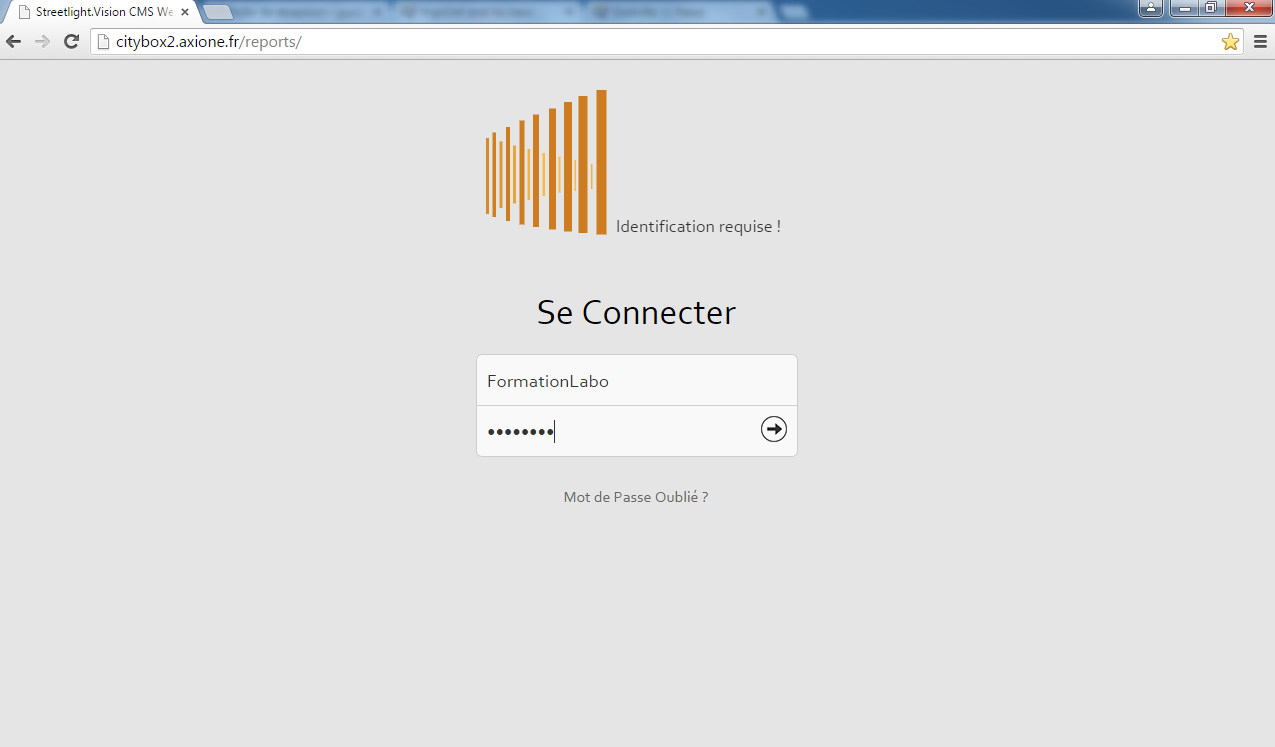 Streetlight.Vision CMS We
citybox2.axione.fr/reports/
Identification requise !
Se Connecter
FormationLabo
••••••••
Mot de Passe Oublié ?